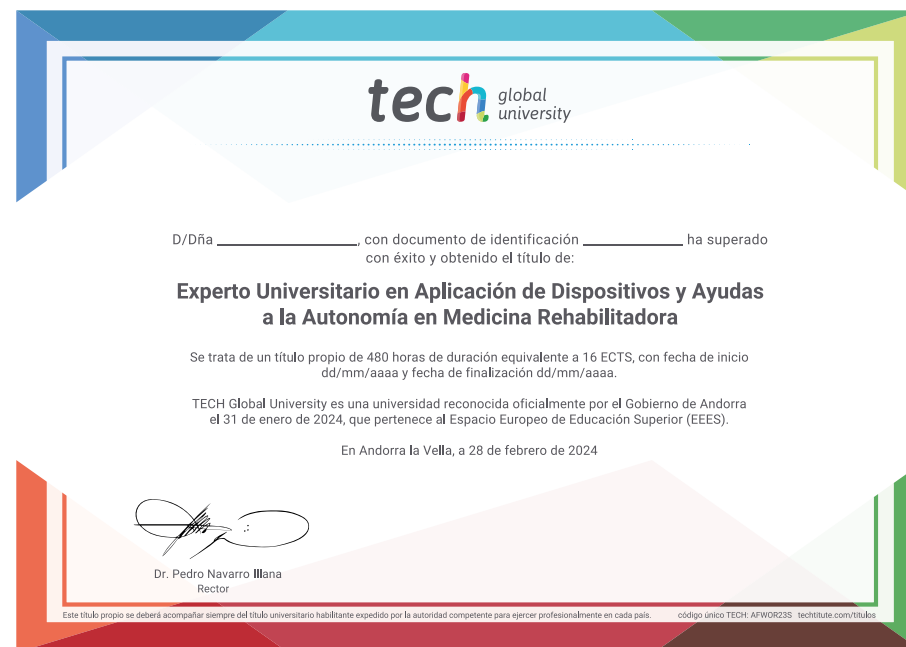 tech global university
D/Dña ____________________, con documento de identificación ______________ ha superado
con éxito y obtenido el título de:
Experto Universitario en Aplicación de Dispositivos y Ayudas
a la Autonomía en Medicina Rehabilitadora
Se trata de un título propio de 480 horas de duración equivalente a 16 ECTS, con fecha de inicio
dd/mm/aaaa y fecha de finalización dd/mm/aaaa.
TECH Global University es una universidad reconocida oficialmente por el Gobierno de Andorra
el 31 de enero de 2024, que pertenece al Espacio Europeo de Educación Superior (EEES).
En Andorra la Vella, a 28 de febrero de 2024
Dr. Pedro Navarro Illana
Rector
Este título propio se deberá acompañar siempre del título universitario habilitante expedido por la autoridad competente para ejercer profesionalmente en cada país. código único TECH: AFWOR23S techtitute.com/titulos